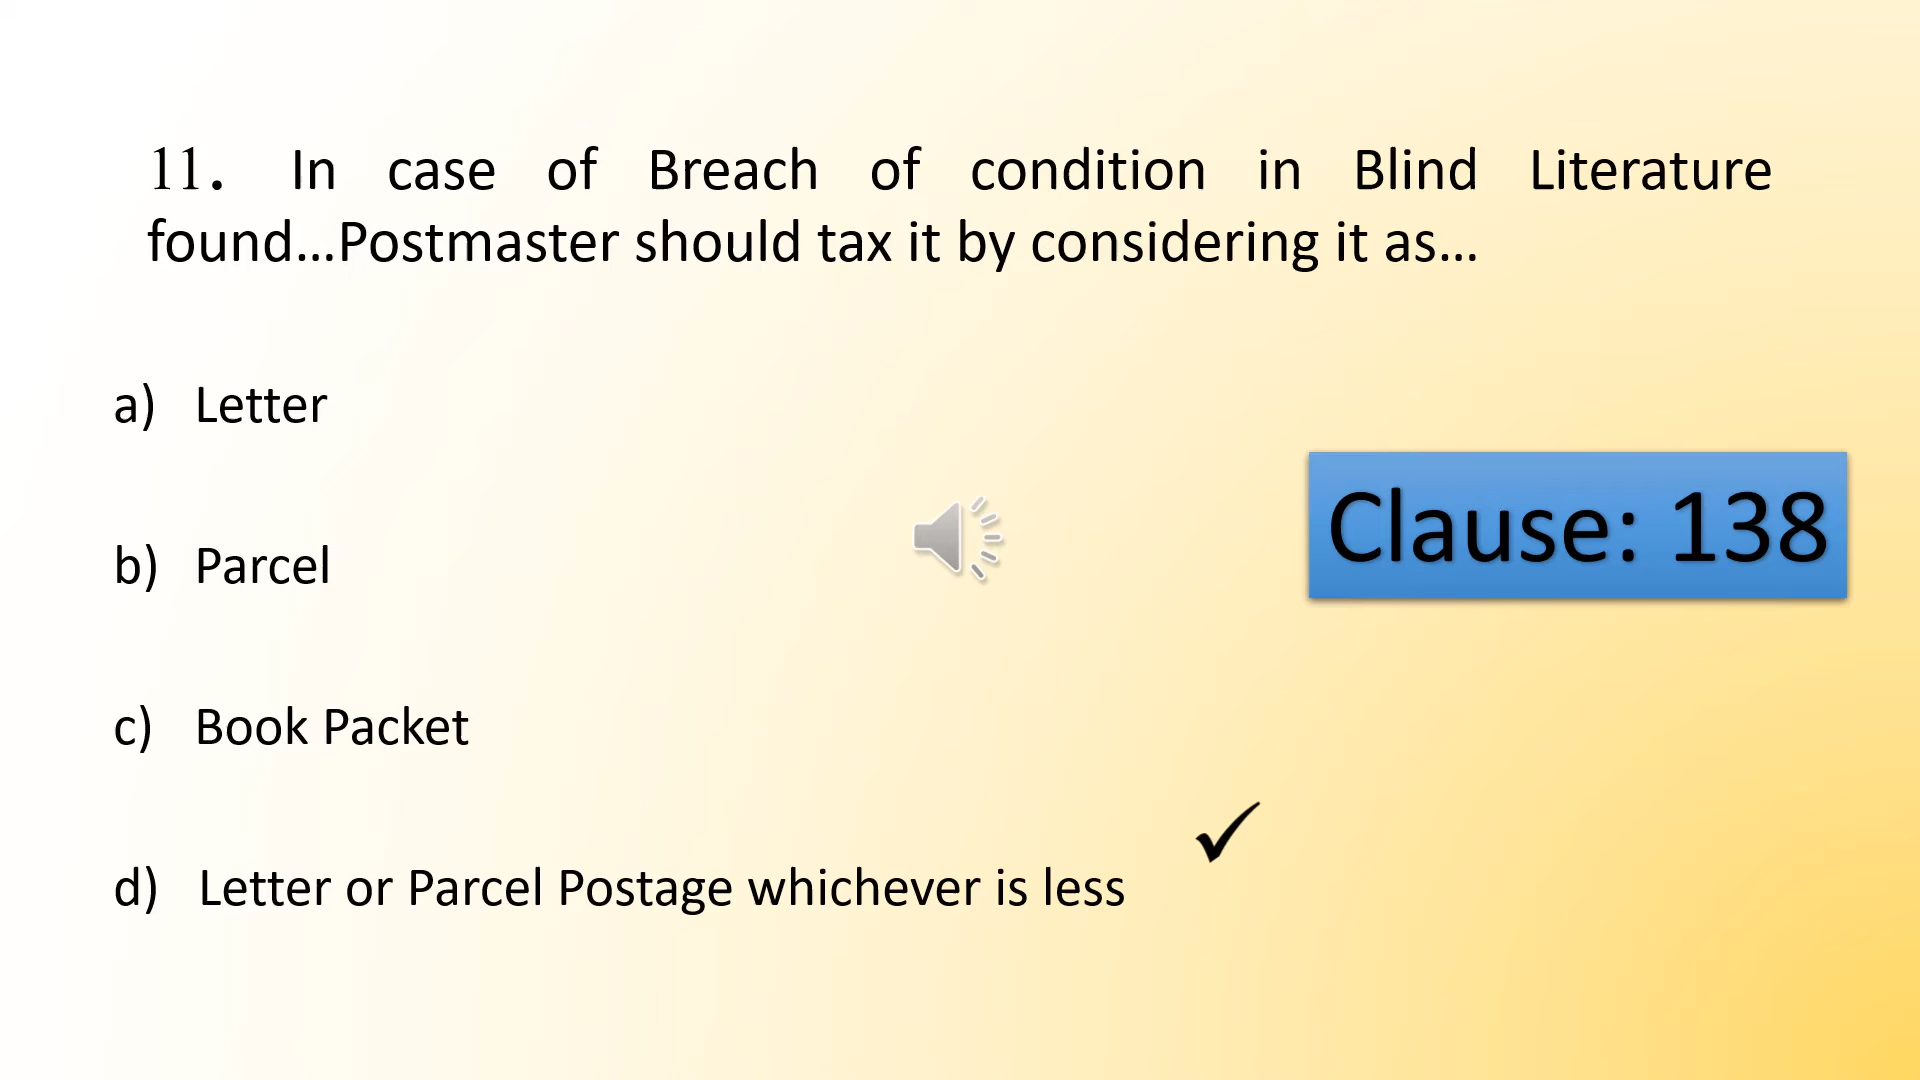 11. In case of Breach of condition in Blind Literature
found...Postmaster should tax it by considering it as...
a) Letter
Clause: 138
b) Parcel
c) Book Packet
d) Letter or Parcel Postage whichever is less